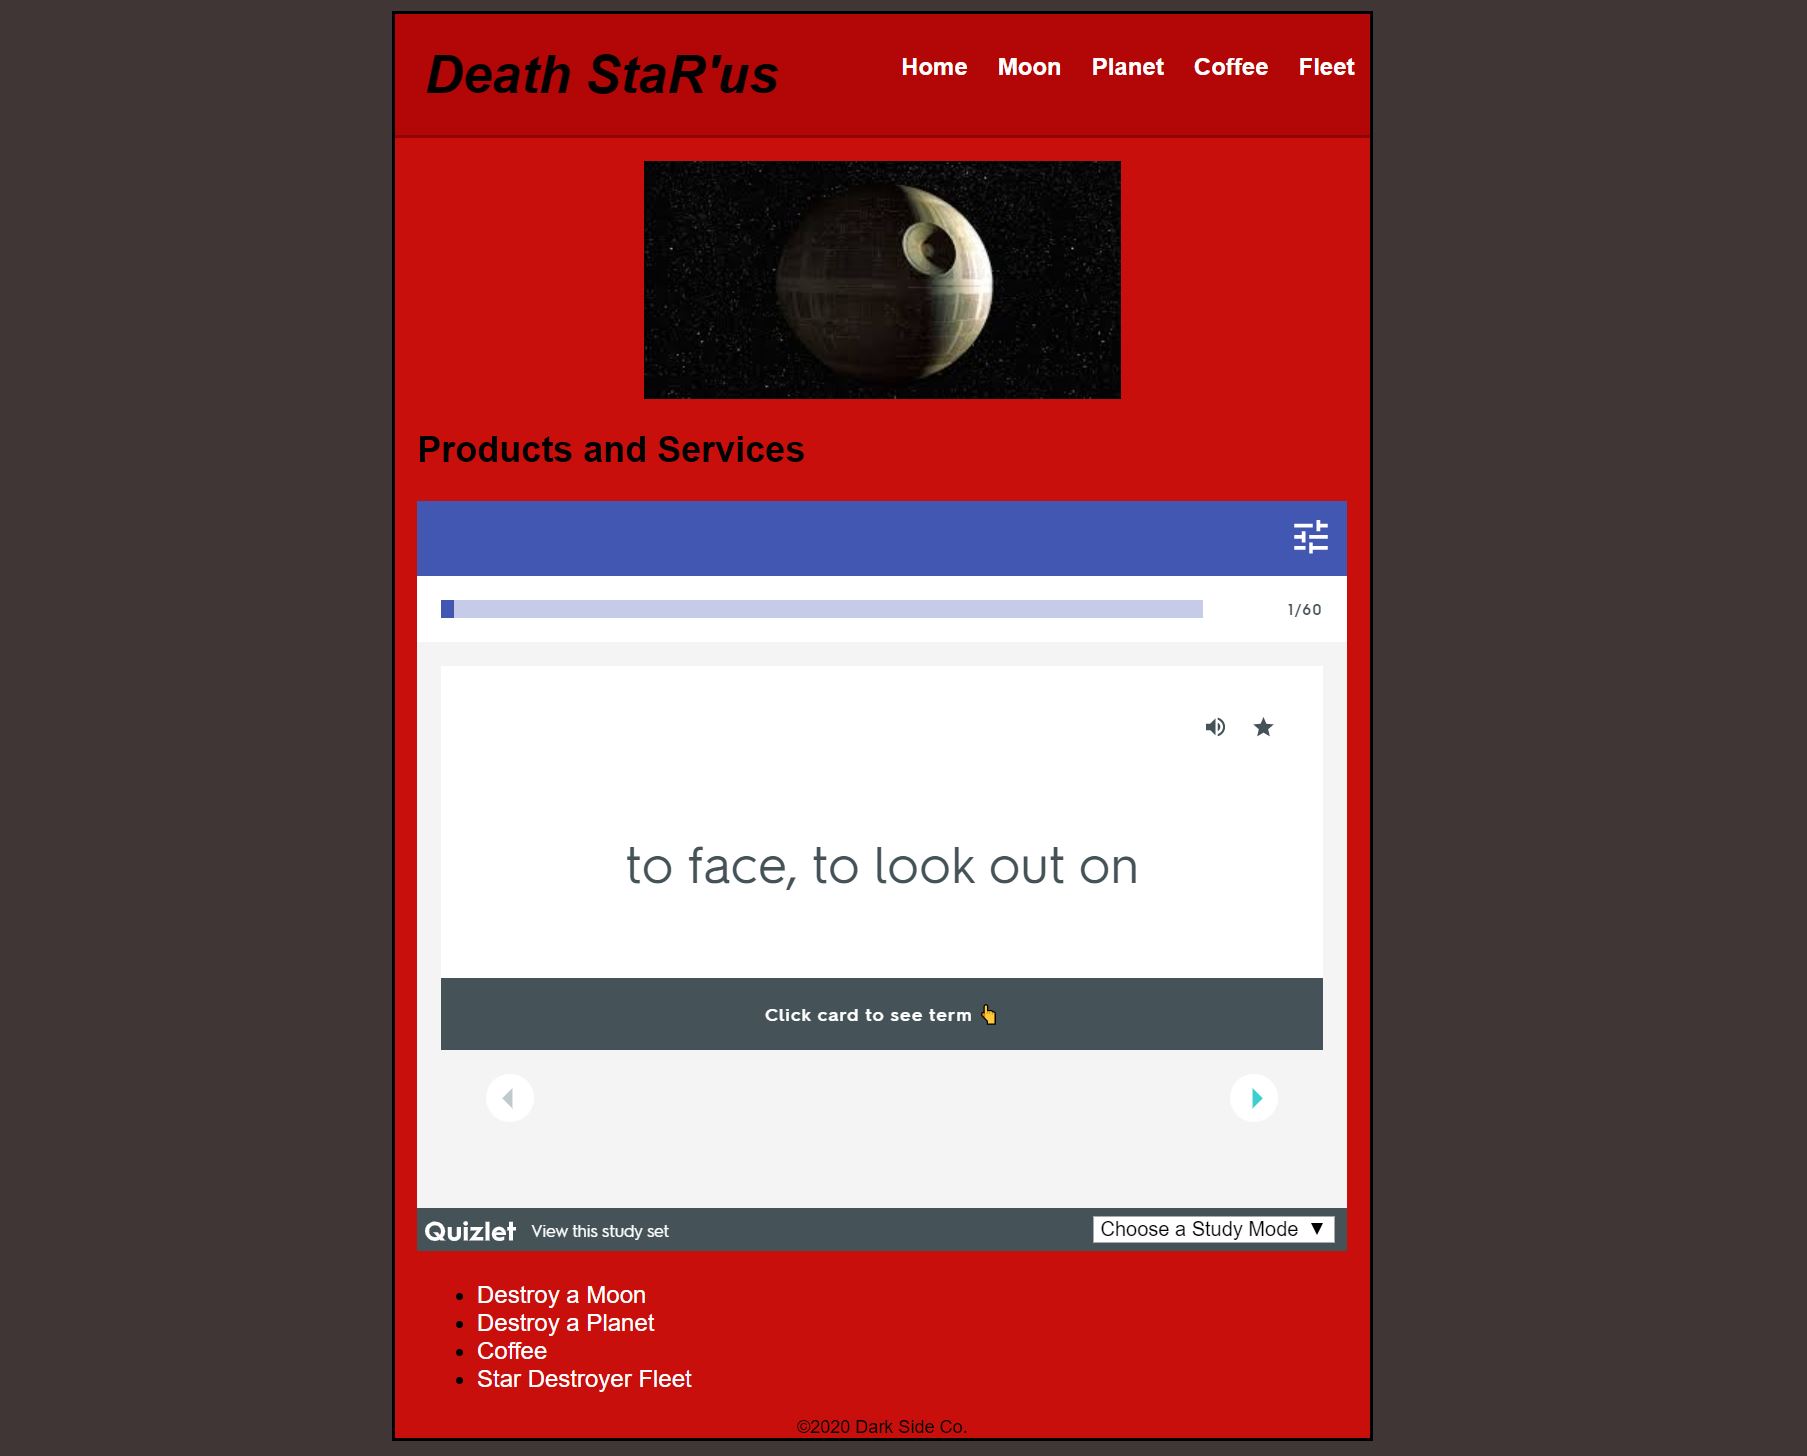 Death StaR'us
Home Moon Planet Coffee Fleet
Products and Services
1/60
to face, to look out on
Click card to see term 👆
Quizlet View this study set
Choose a Study Mode ▼
• Destroy a Moon
• Destroy a Planet
• Coffee
• Star Destroyer Fleet
©2020 Dark Side Co.